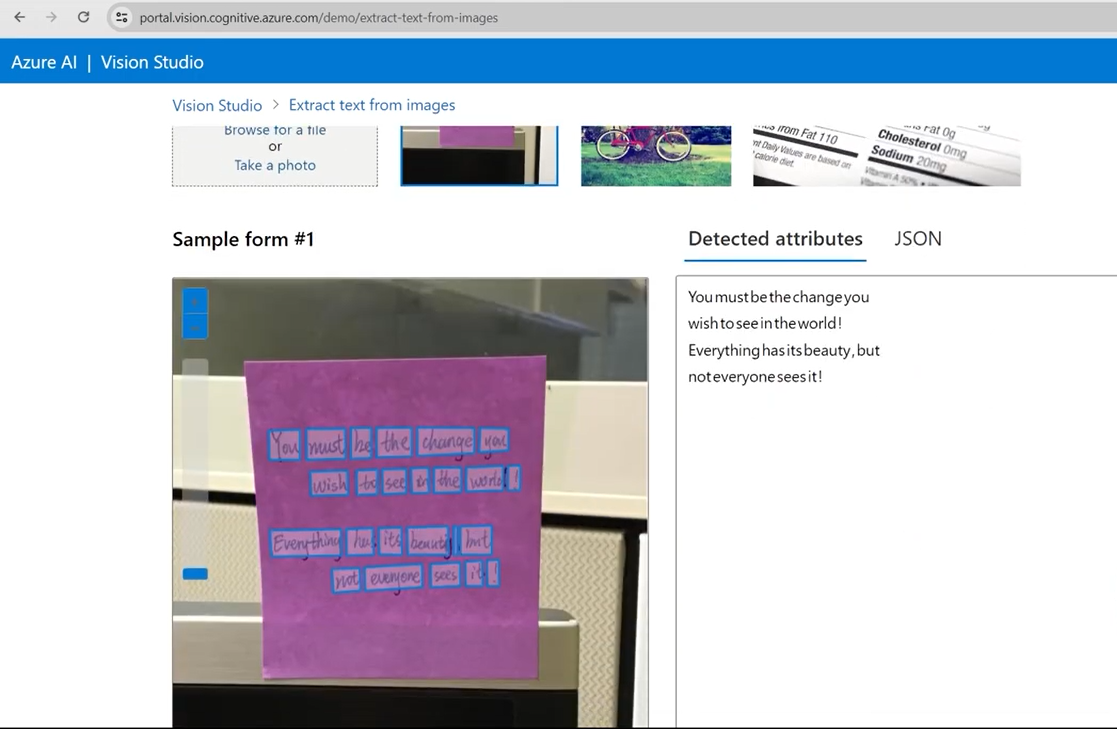 portal.vision.cognitive.azure.com/demo/extract-text-from-images
Azure AI | Vision Studio
Vision Studio > Extract text from images
Browse for a file
or
Take a photo
from Fat 110
Daily Values are based on
calorie diet.
Fat 0g
Cholesterol 0mg
Sodium 20mg
Vitamin A 50%
Sample form #1
Detected attributes JSON
You must be the change you
wish to see in the world!
Everything has its beauty, but
not everyone sees it!
You must be the change you
wish to see in the world!
Everything has its beauty, but
not everyone sees it!